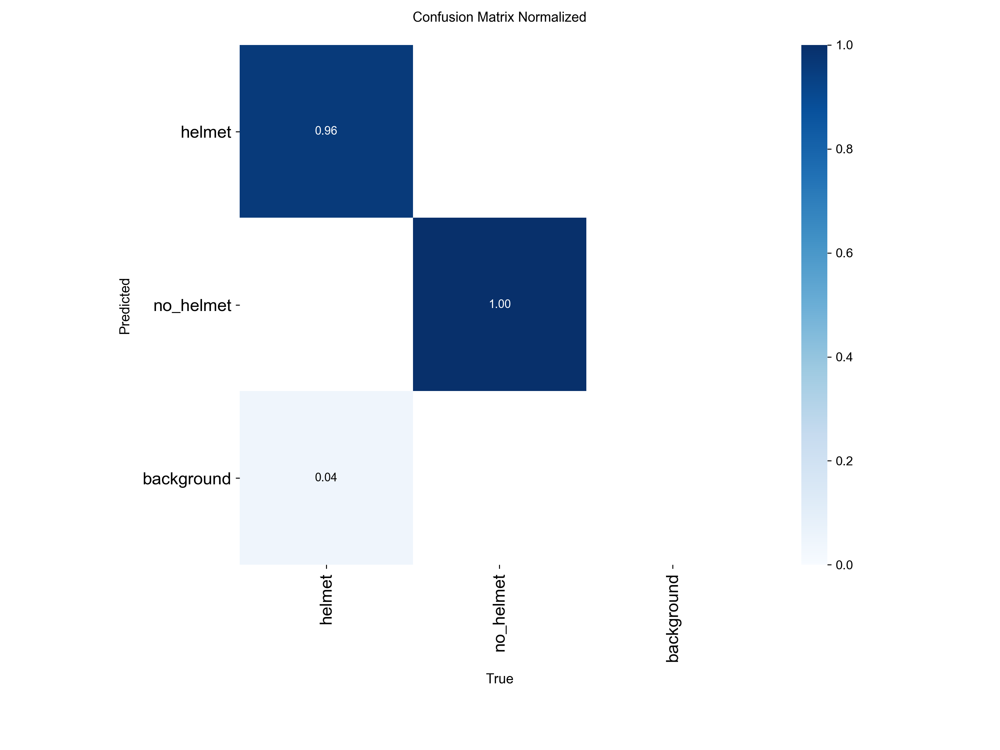 Confusion Matrix Normalized
helmet
no_helmet
background
Predicted
0.96
1.00
0.04
helmet
no_helmet
background
True
1.0
0.8
0.6
0.4
0.2
0.0